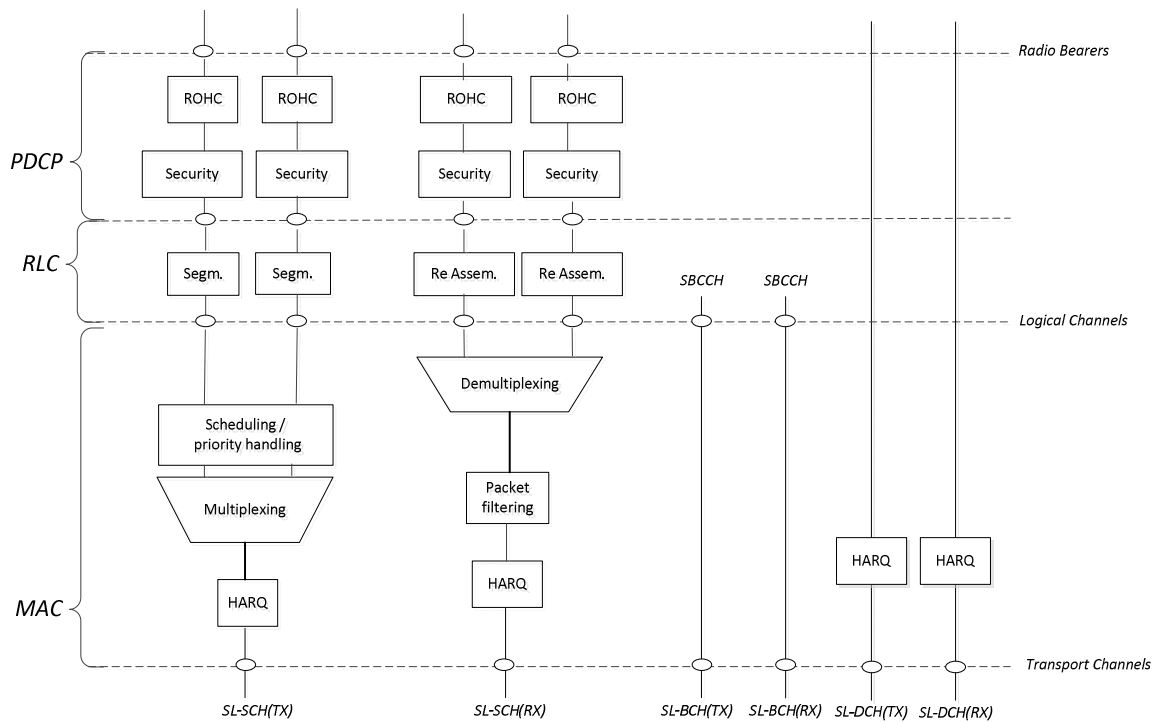 Radio Bearers
ROHC ROHC ROHC ROHC
PDCP
Security Security Security Security
RLC
Segm. Segm. Re Assem. Re Assem.
SBCCH SBCCH
Logical Channels
Demultiplexing
Scheduling /
priority handling
Packet
filtering
Multiplexing
HARQ HARQ
HARQ
HARQ
MAC
Transport Channels
SL-SCH(TX) SL-SCH(RX) SL-BCH(TX) SL-BCH(RX) SL-DCH(TX) SL-DCH(RX)